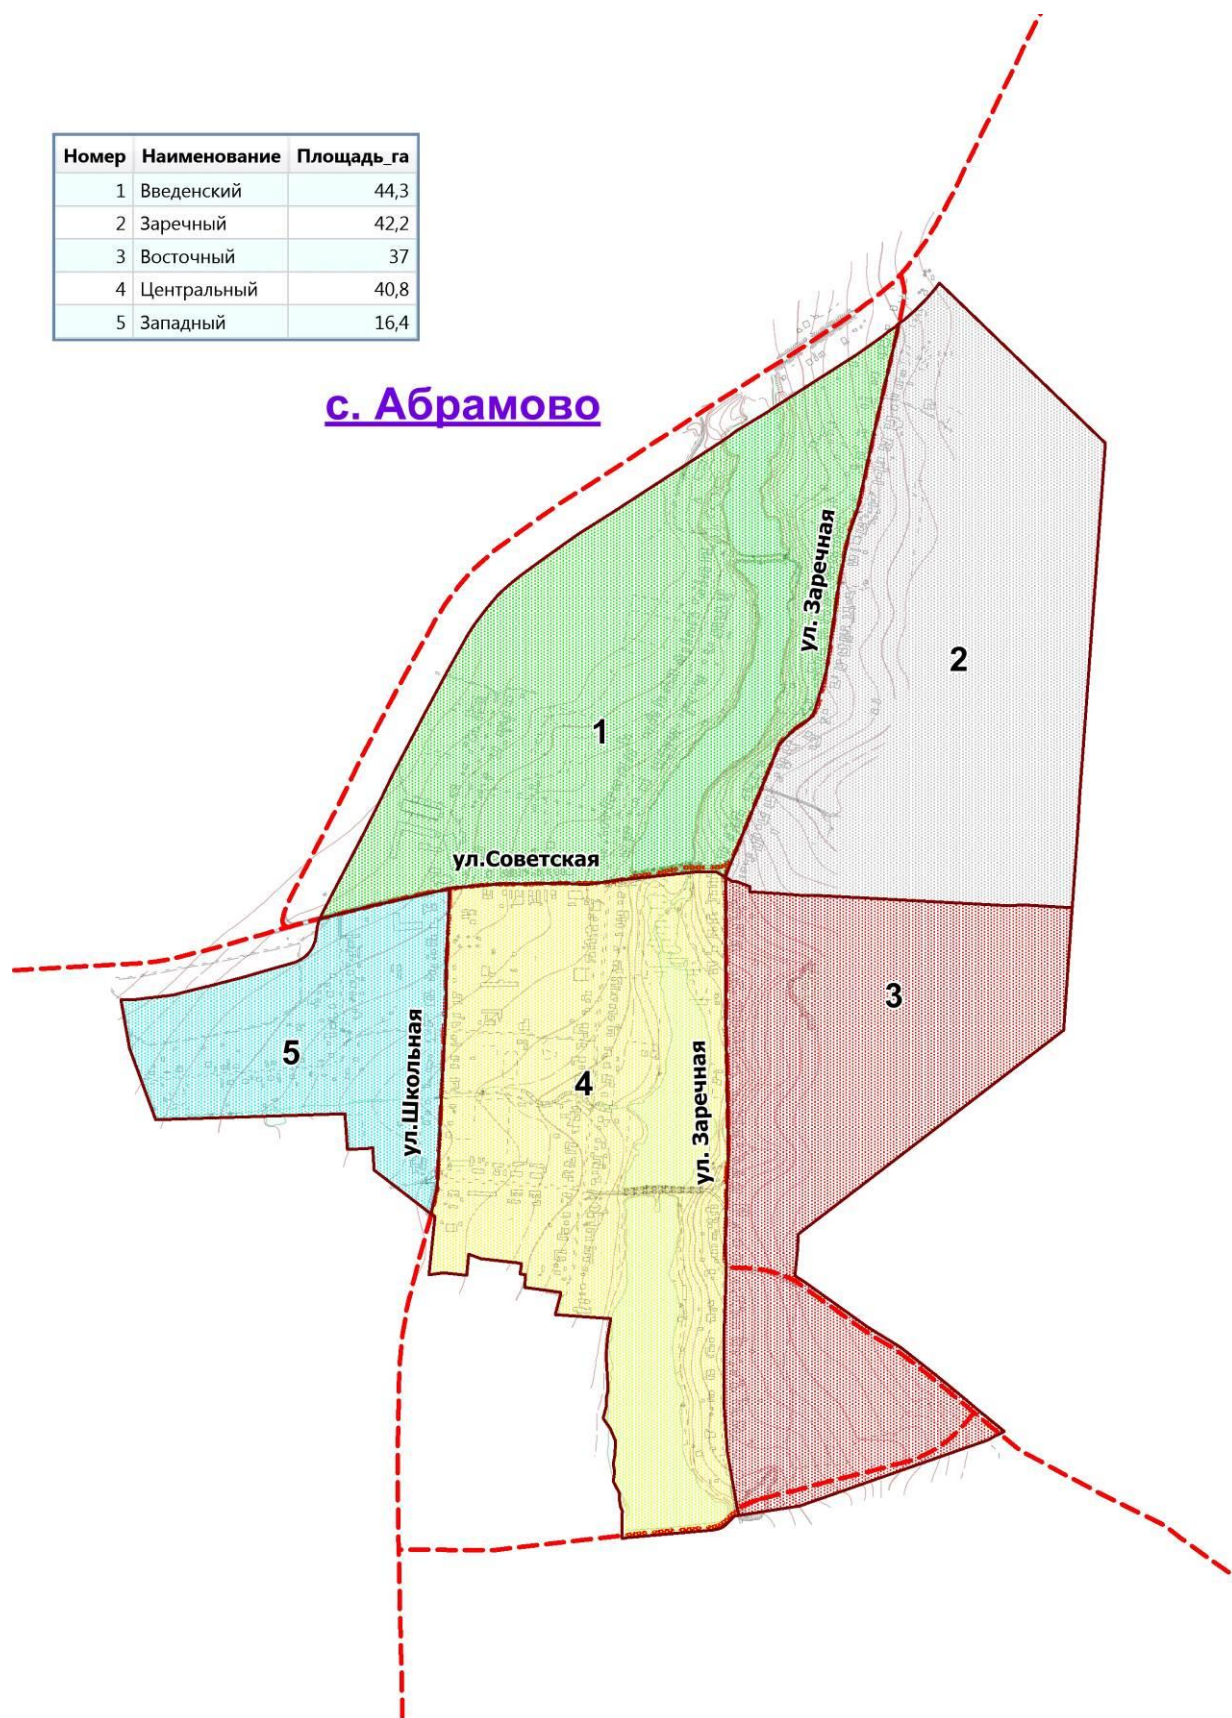 Номер Наименование Площадь_га
1 Введенский 44,3
2 Заречный 42,2
3 Восточный 37
4 Центральный 40,8
5 Западный 16,4
с. Абрамово
ул. Заречная
2
1
ул.Советская
3
5
ул.Школьная
4
ул. Заречная